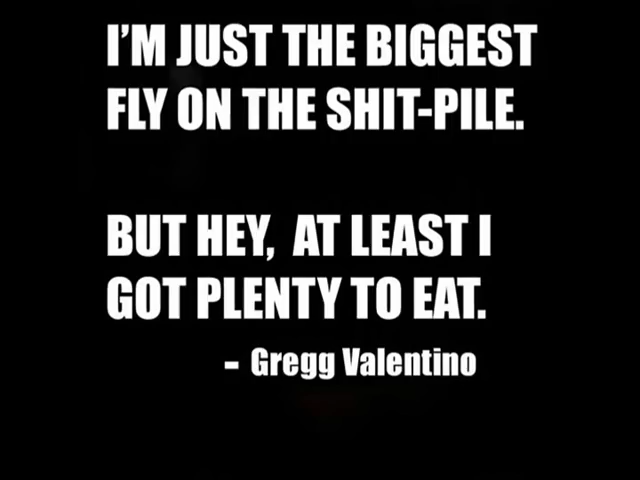 I'M JUST THE BIGGEST
FLY ON THE SHIT-PILE.
BUT HEY, AT LEAST I
GOT PLENTY TO EAT.
- Gregg Valentino